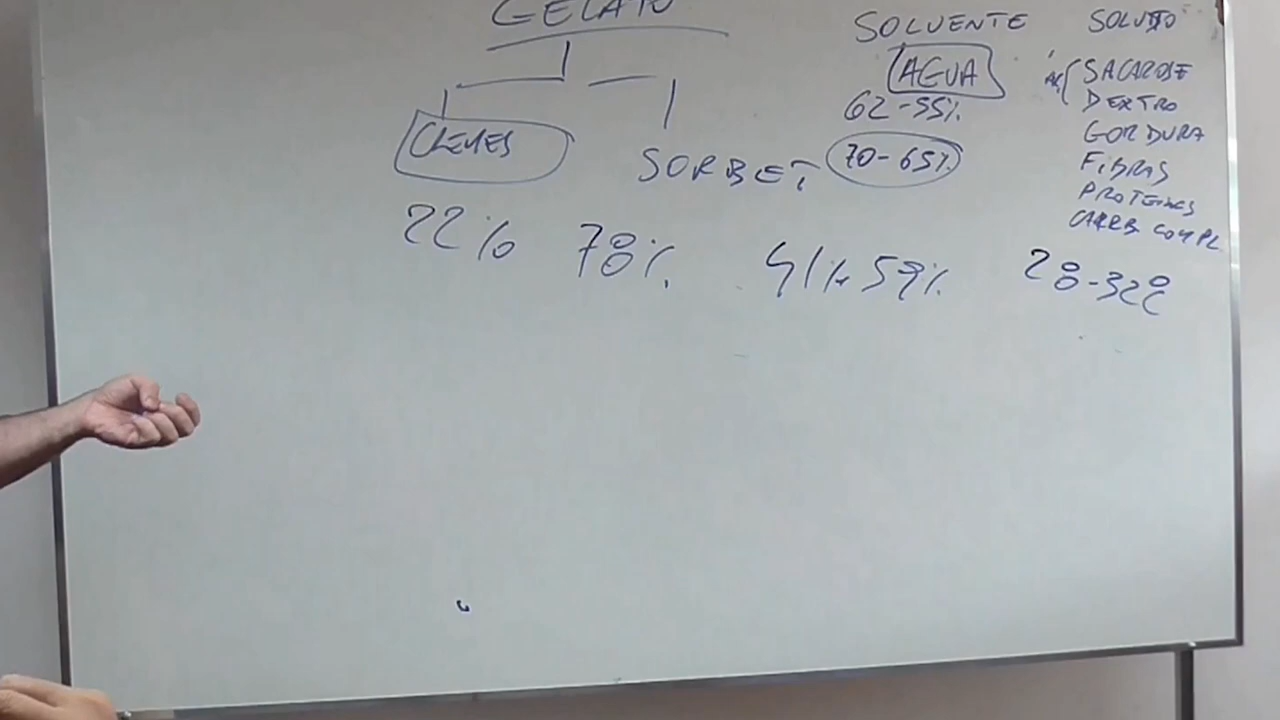 GELATO
SOLVENTE
SOLUTO
ÁGUA
SACAROSE
DEXTRO
62-55%
GORDURA
CREMES
SORBET
70-65%
FIBRAS
PROTEINAS
CARB. COMPL
22% 78% 41% 59% 28-32%